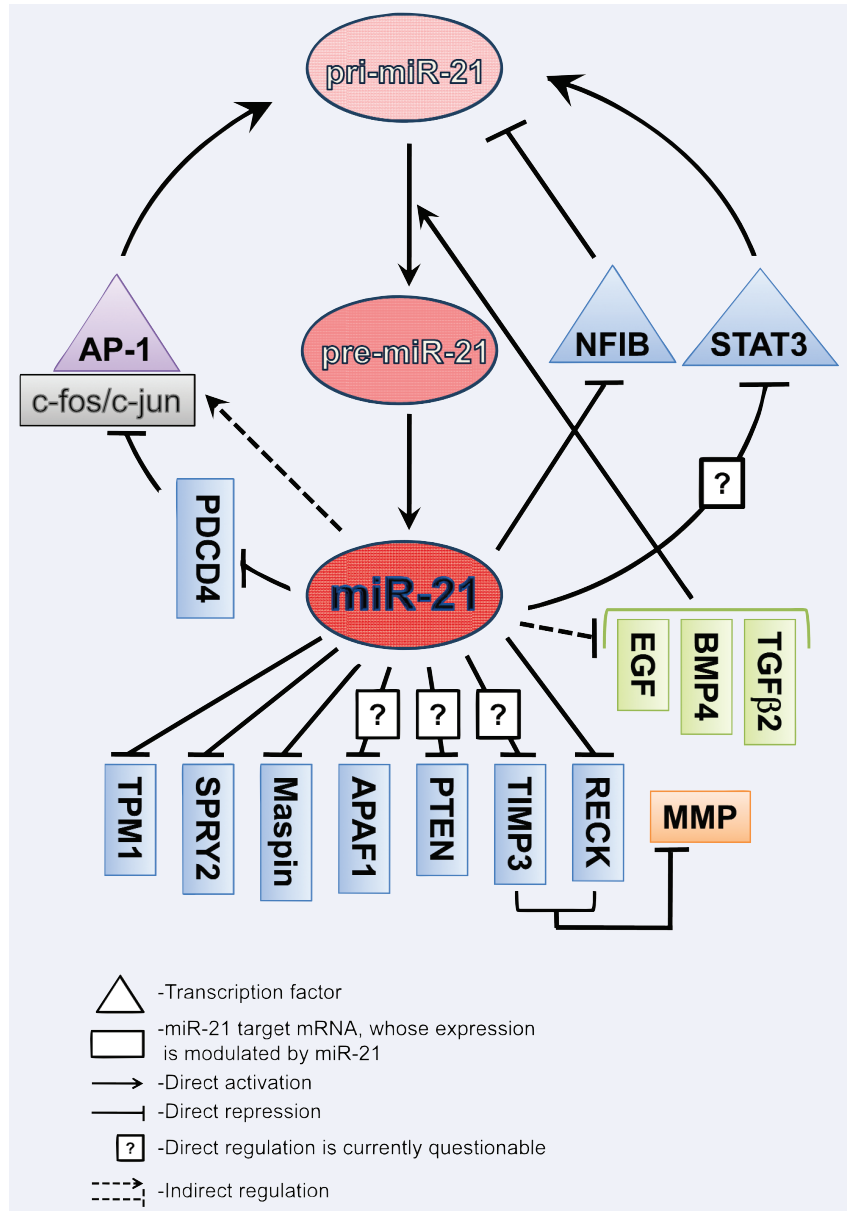 pri-miR-21
AP-1
c-fos/c-jun
pre-miR-21
NFIB
STAT3
?
PDCD4
miR-21
EGF
BMP4
TGFβ2
?
?
?
TPM1
SPRY2
Maspin
APAF1
PTEN
TIMP3
RECK
MMP
-Transcription factor
-miR-21 target mRNA, whose expression
is modulated by miR-21
-Direct activation
-Direct repression
? -Direct regulation is currently questionable
-Indirect regulation